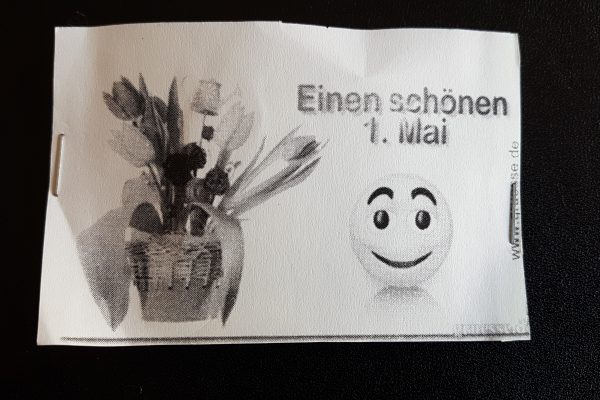 Einen schönen
1. Mai